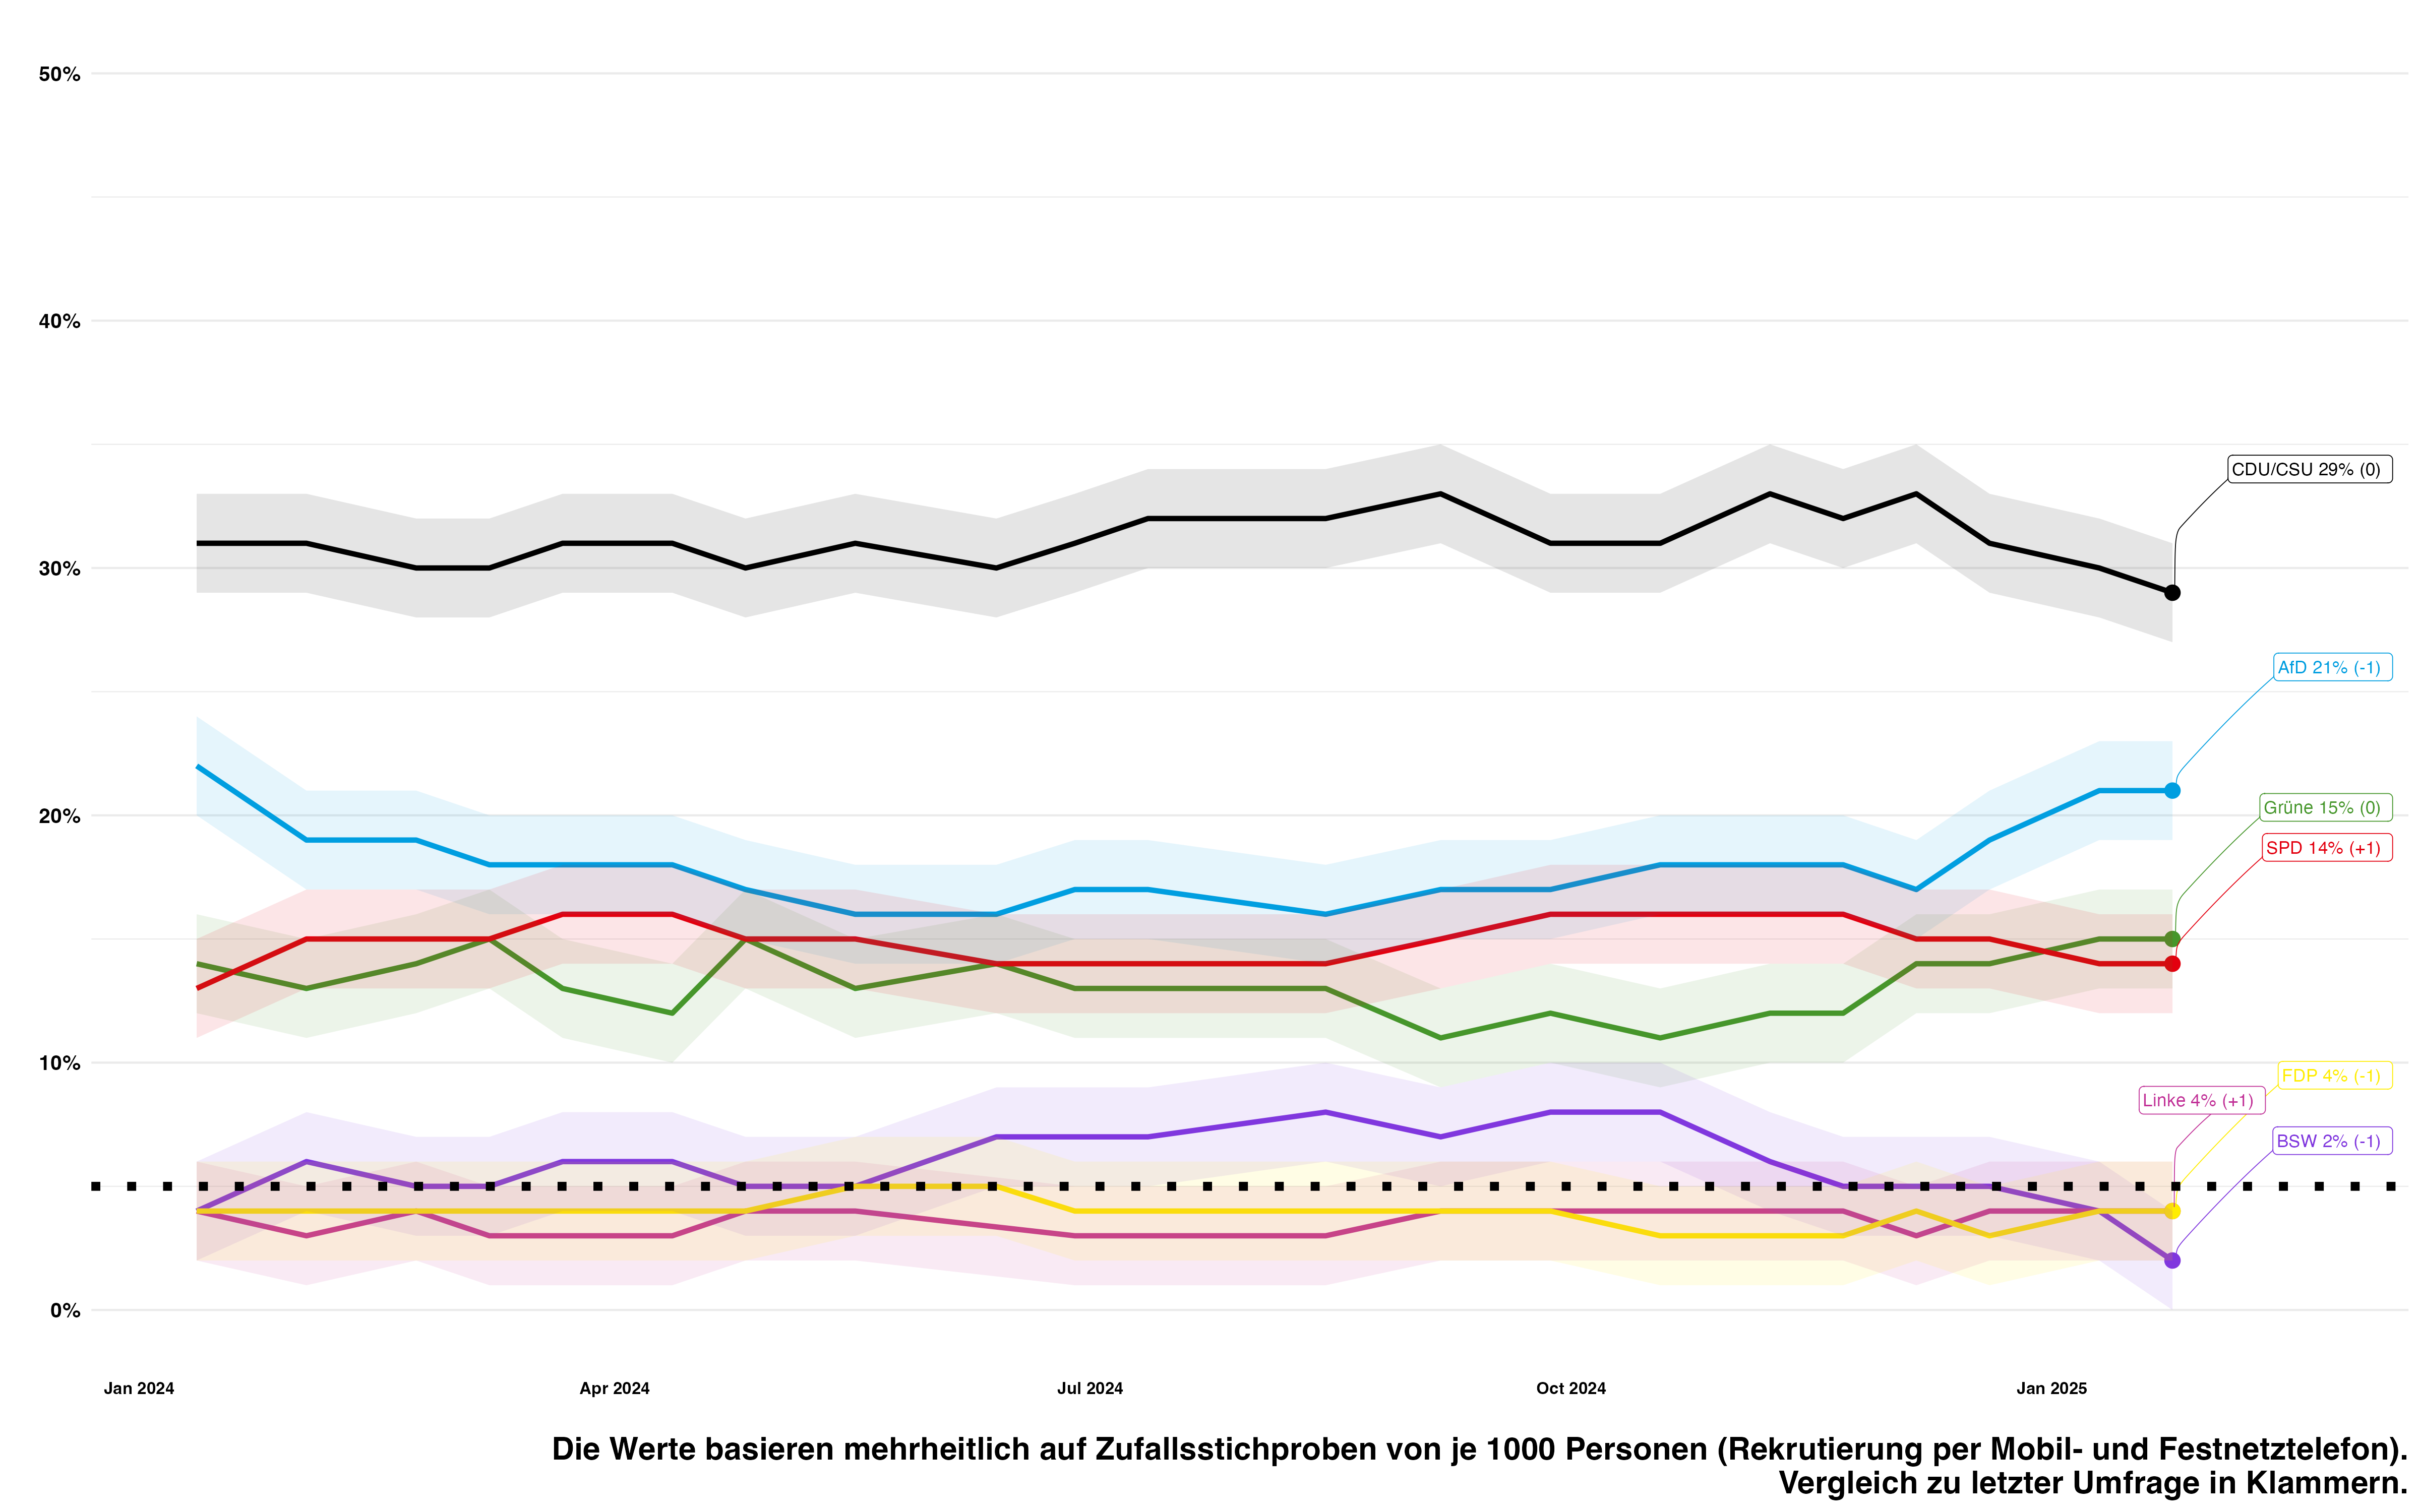 50%
40%
30%
20%
10%
0%
CDU/CSU 29% (0)
AfD 21% (-1)
Grüne 15% (0)
SPD 14% (+1)
FDP 4% (-1)
Linke 4% (+1)
BSW 2% (-1)
Jan 2024
Apr 2024
Jul 2024
Oct 2024
Jan 2025
Die Werte basieren mehrheitlich auf Zufallsstichproben von je 1000 Personen (Rekrutierung per Mobil- und Festnetztelefon).
Vergleich zu letzter Umfrage in Klammern.